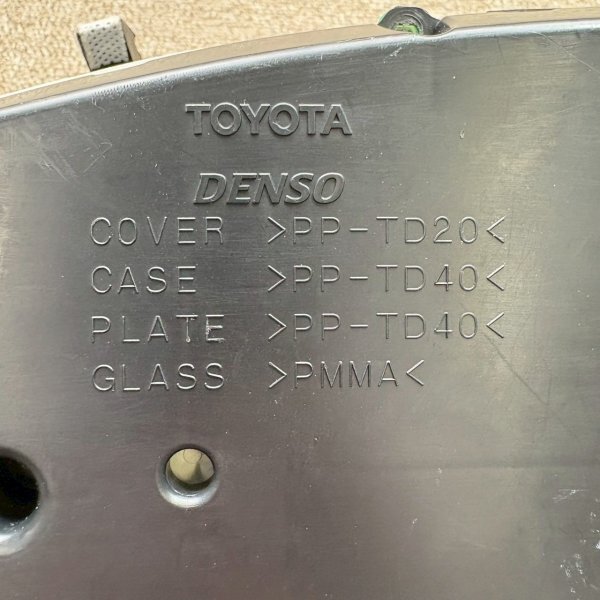 TOYOTA
DENSO
COVER >PP-TD20<
CASE >PP-TD40<
PLATE >PP-TD40<
GLASS >PMMA<